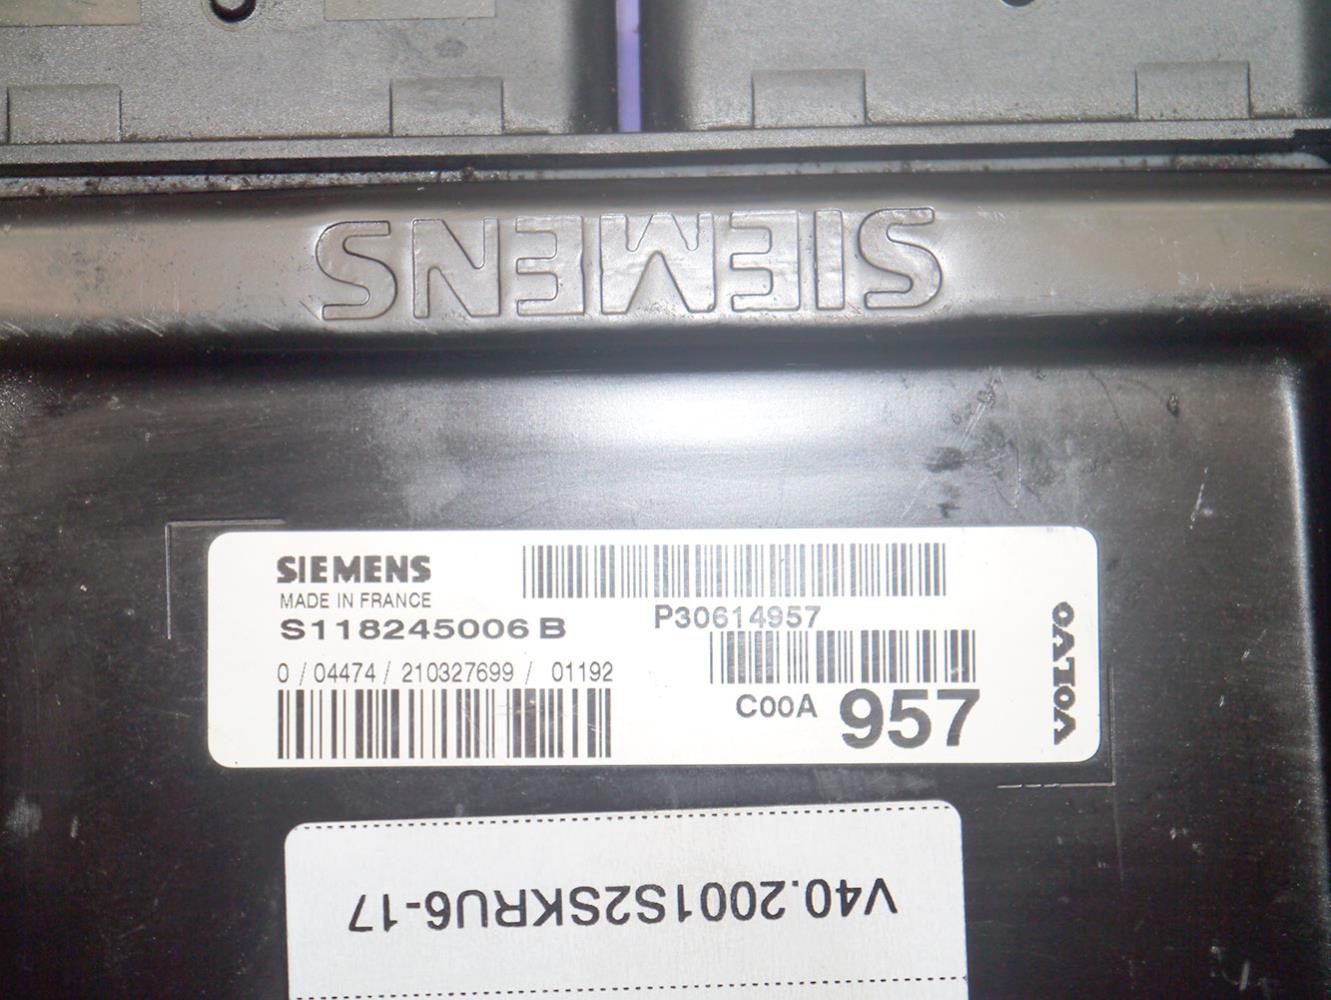 SIEMENS
SIEMENS
MADE IN FRANCE
S118245006 B
0 / 04474 / 210327699 / 01192
P30614957
C00A 957
VOLVO
V40.2001S2SKRU6-17